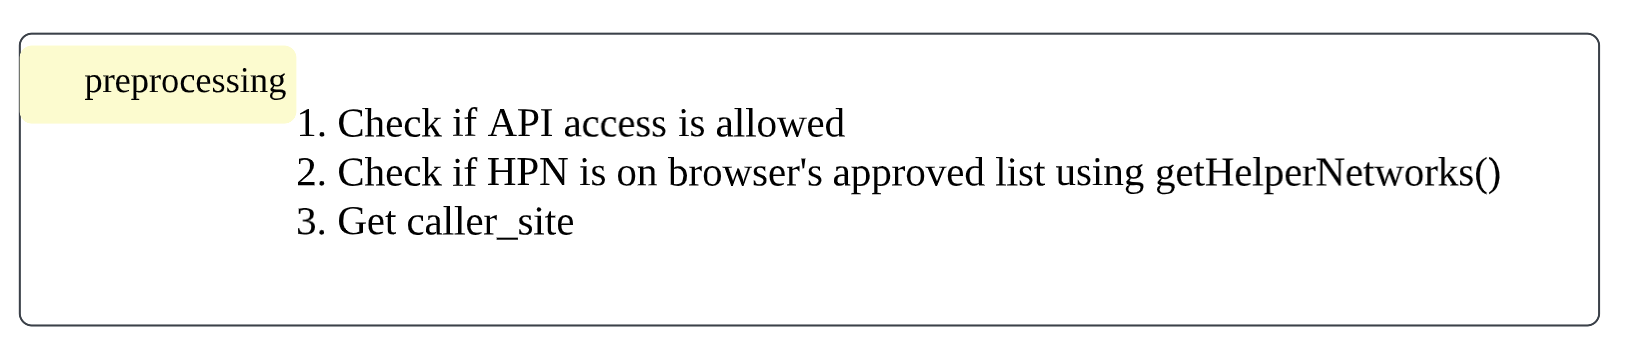 preprocessing
1. Check if API access is allowed
2. Check if HPN is on browser's approved list using getHelperNetworks()
3. Get caller_site